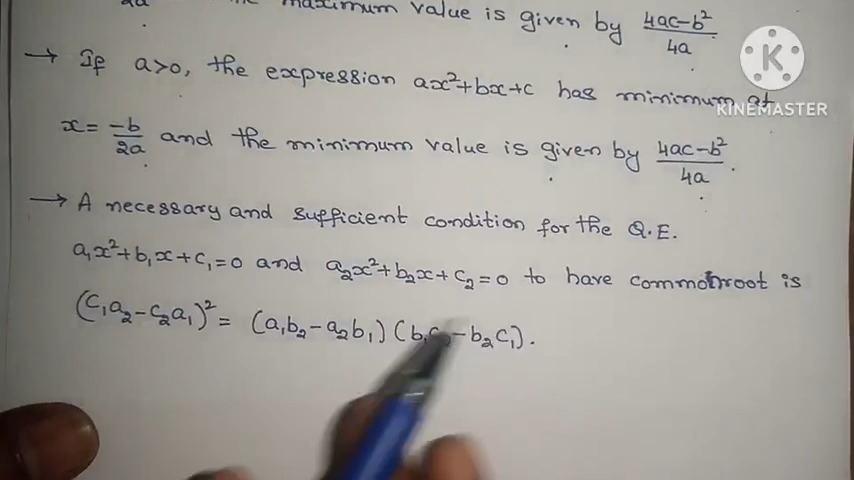 2a maximum value is given by 4ac-b²/4a
→ If a>0, the expression ax²+bx+c has minimum at
x = -b/2a and the minimum value is given by 4ac-b²/4a.
→ A necessary and sufficient condition for the Q.E.
a₁x²+b₁x+c₁=0 and a₂x²+b₂x+c₂=0 to have common root is
(c₁a₂-c₂a₁)² = (a₁b₂-a₂b₁)(b₁c₂-b₂c₁).
K
KINEMASTER